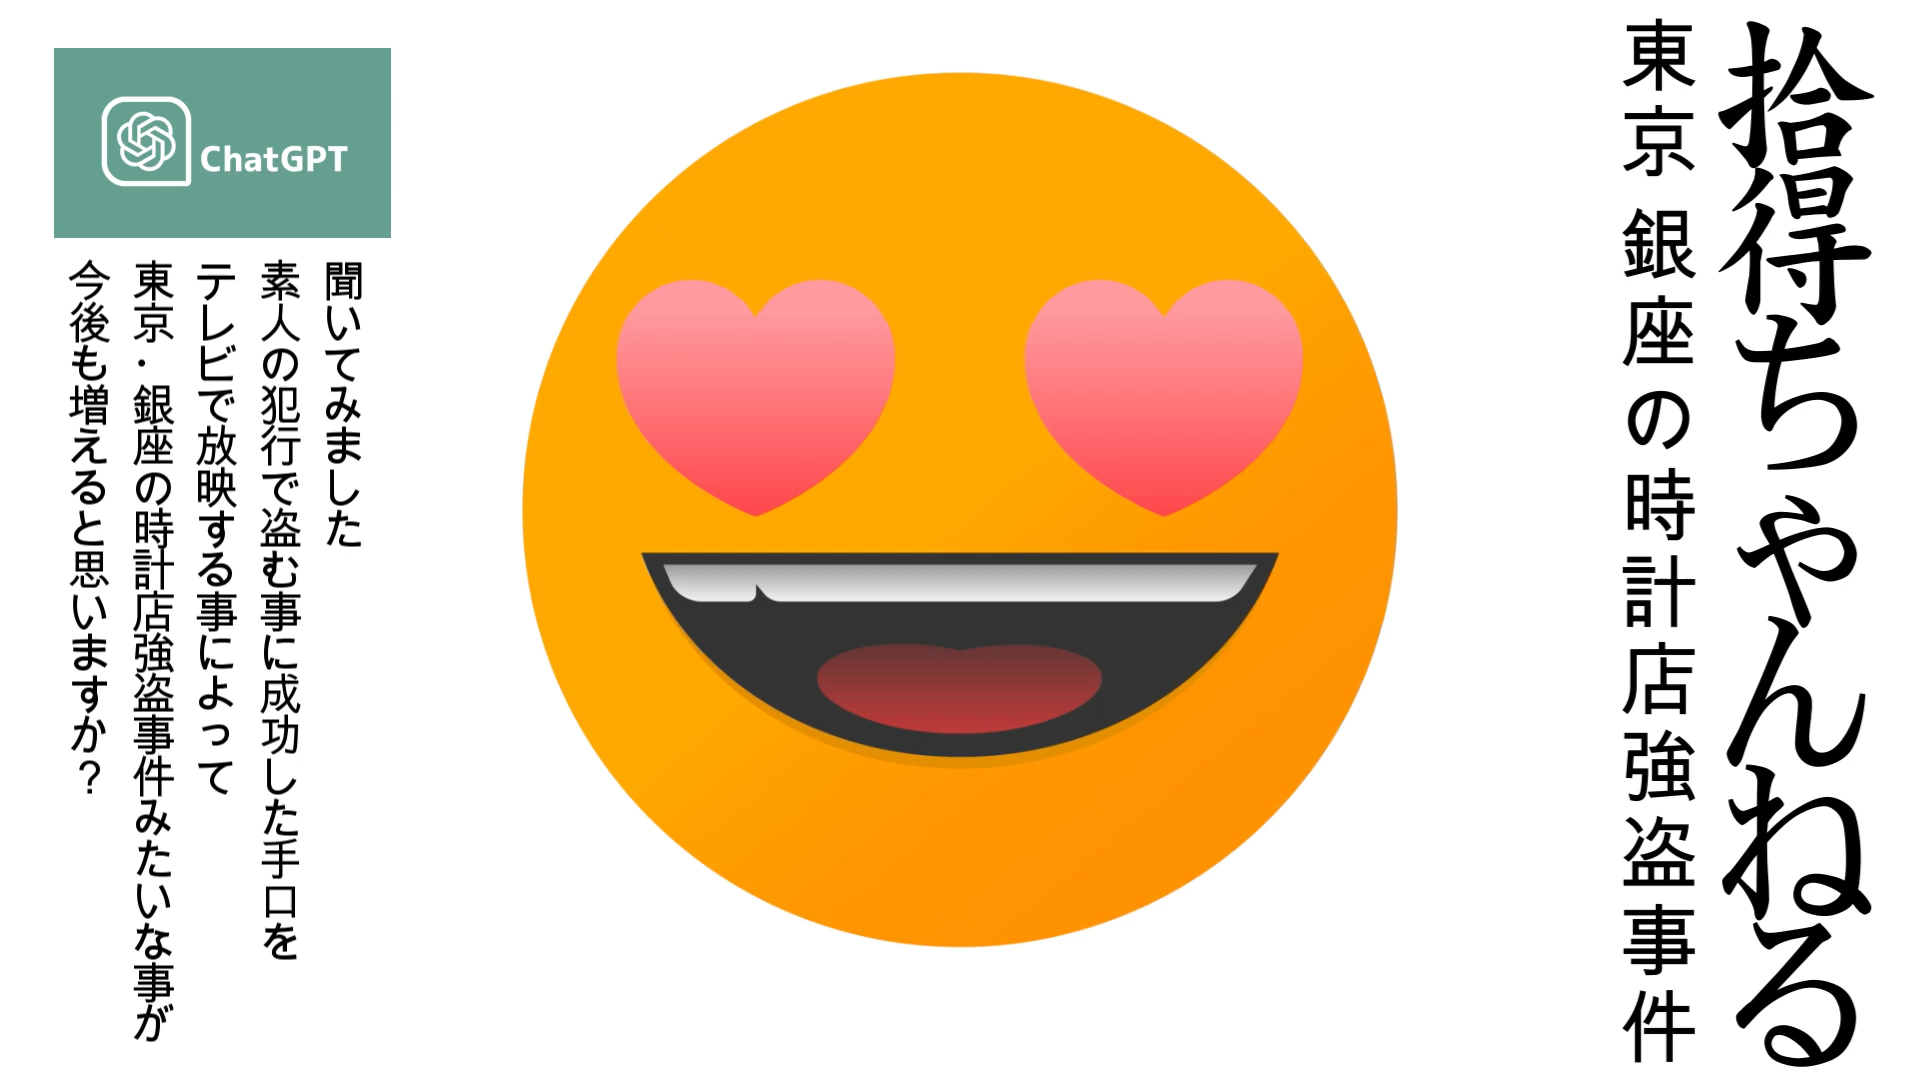 拾得ちゃんねる
東京 銀座の時計店強盗事件
ChatGPT
聞いてみました
素人の犯行で盗む事に成功した手口を
テレビで放映する事によって
東京・銀座の時計店強盗事件みたいな事が
今後も増えると思いますか？